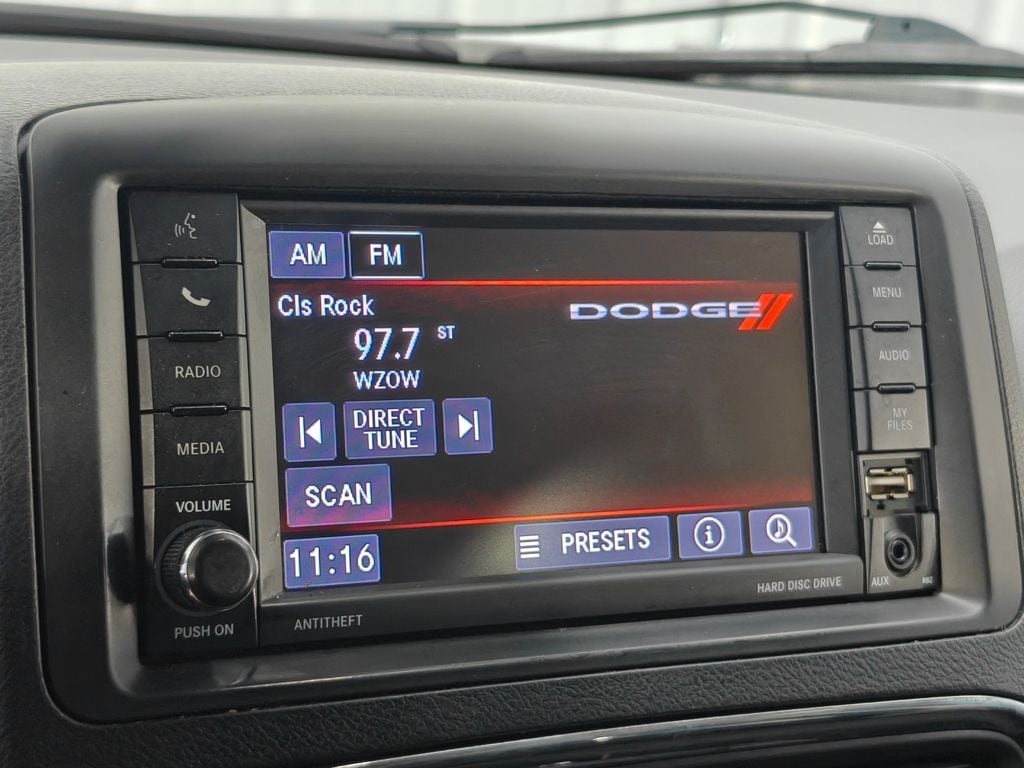 AM FM
Cls Rock
DODGE
97.7 ST
WZOW
DIRECT
TUNE
SCAN
11:16
PRESETS
RADIO
MEDIA
VOLUME
PUSH ON
ANTITHEFT
LOAD
MENU
AUDIO
MY
FILES
AUX
RBZ
HARD DISC DRIVE